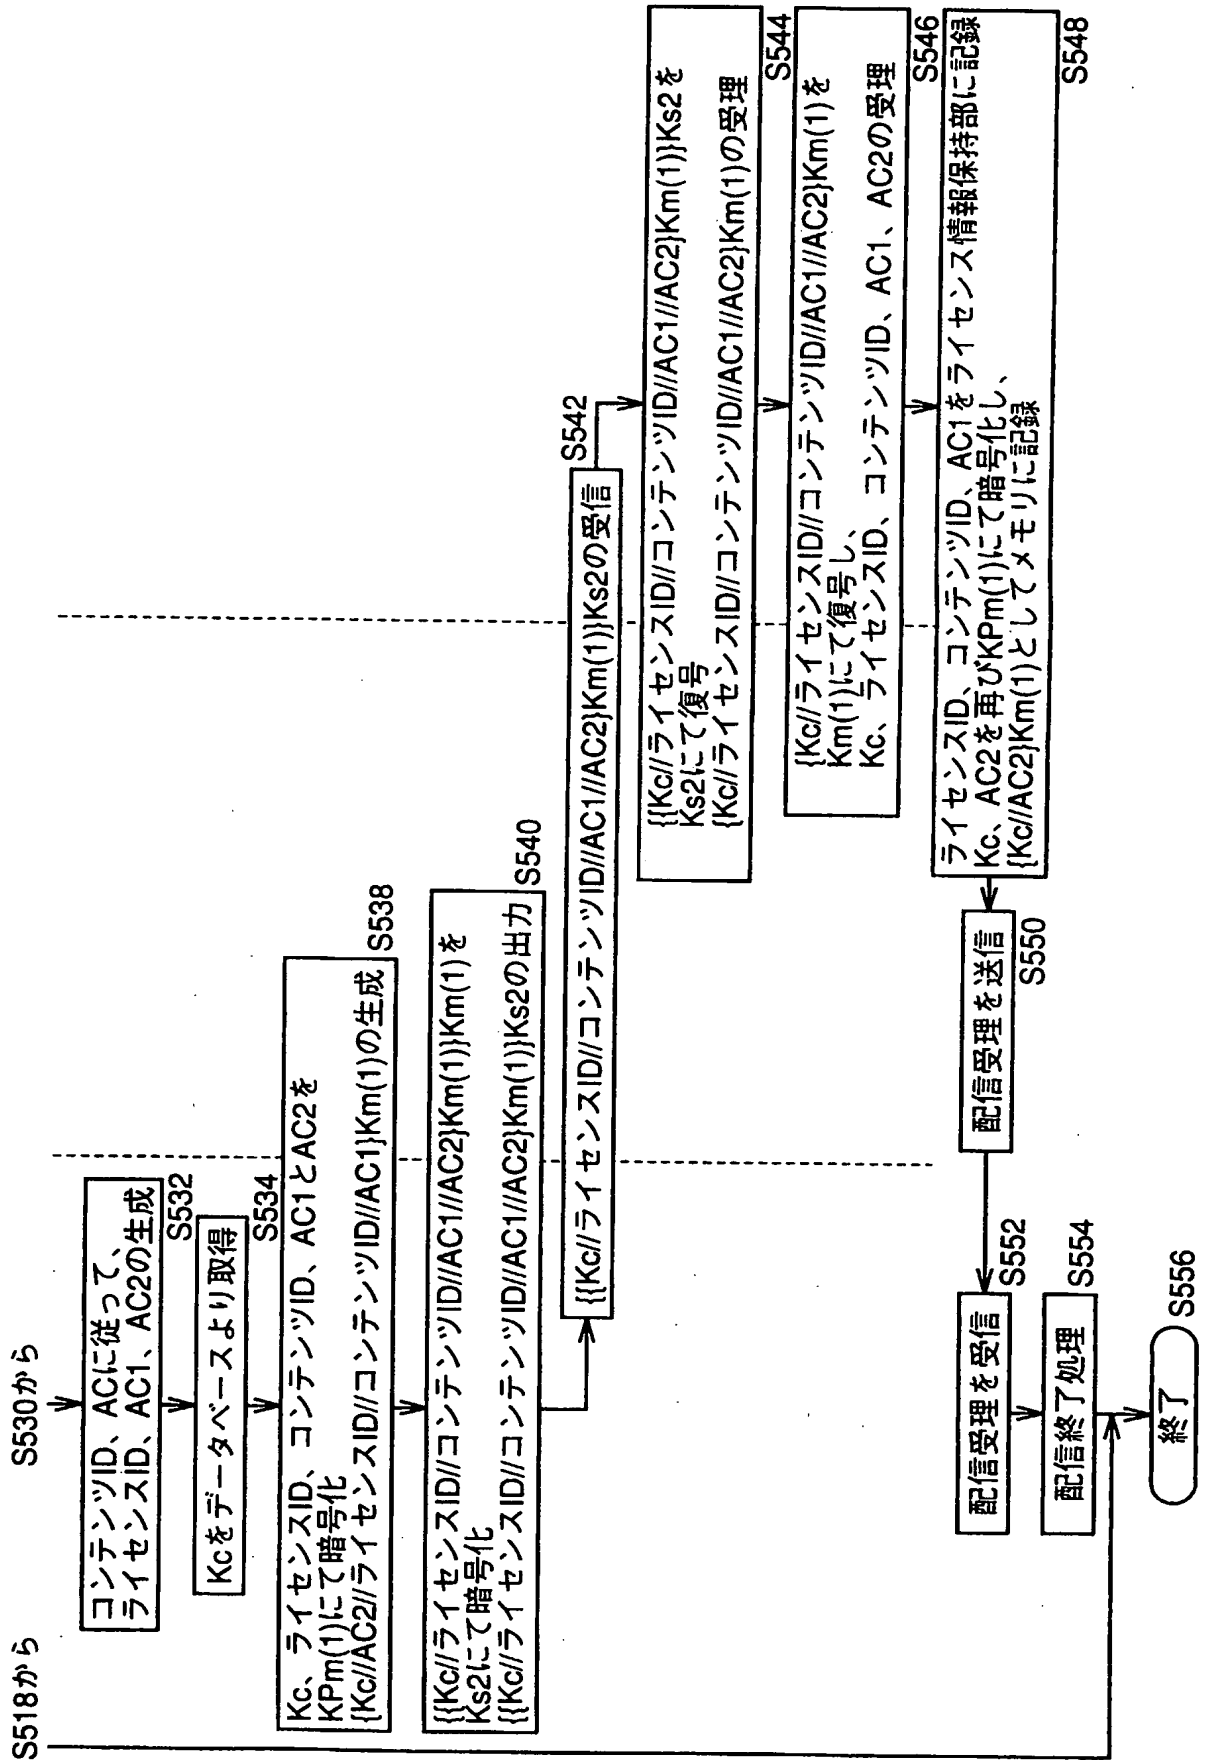 S518から
S530から
コンテンツID、ACに従って、
ライセンスID、AC1、AC2の生成
S532
Kcをデータベースより取得
S534
Kc、ライセンスID、コンテンツID、AC1とAC2を
KPm(1)にて暗号化
{Kc//AC2//ライセンスID//コンテンツID//AC1}Km(1)の生成
S538
{{Kc//ライセンスID//コンテンツID//AC1//AC2}Km(1)}Km(1)を
Ks2にて暗号化
{{Kc//ライセンスID//コンテンツID//AC1//AC2}Km(1)}Ks2の出力
S540
{{Kc//ライセンスID//コンテンツID//AC1//AC2}Km(1)}Ks2の受信
S542
{{Kc//ライセンスID//コンテンツID//AC1//AC2}Km(1)}Ks2を
Ks2にて復号
{Kc//ライセンスID//コンテンツID//AC1//AC2}Km(1)の受理
S544
{Kc//ライセンスID//コンテンツID//AC1//AC2}Km(1)を
Km(1)にて復号し、
Kc、ライセンスID、コンテンツID、AC1、AC2の受理
S546
ライセンスID、コンテンツID、AC1をライセンス情報保持部に記録
Kc、AC2を再びKPm(1)にて暗号化し、
{Kc//AC2}Km(1)としてメモリに記録
S548
配信受理を送信
S550
配信受理を受信
S552
配信終了処理
S554
終了
S556